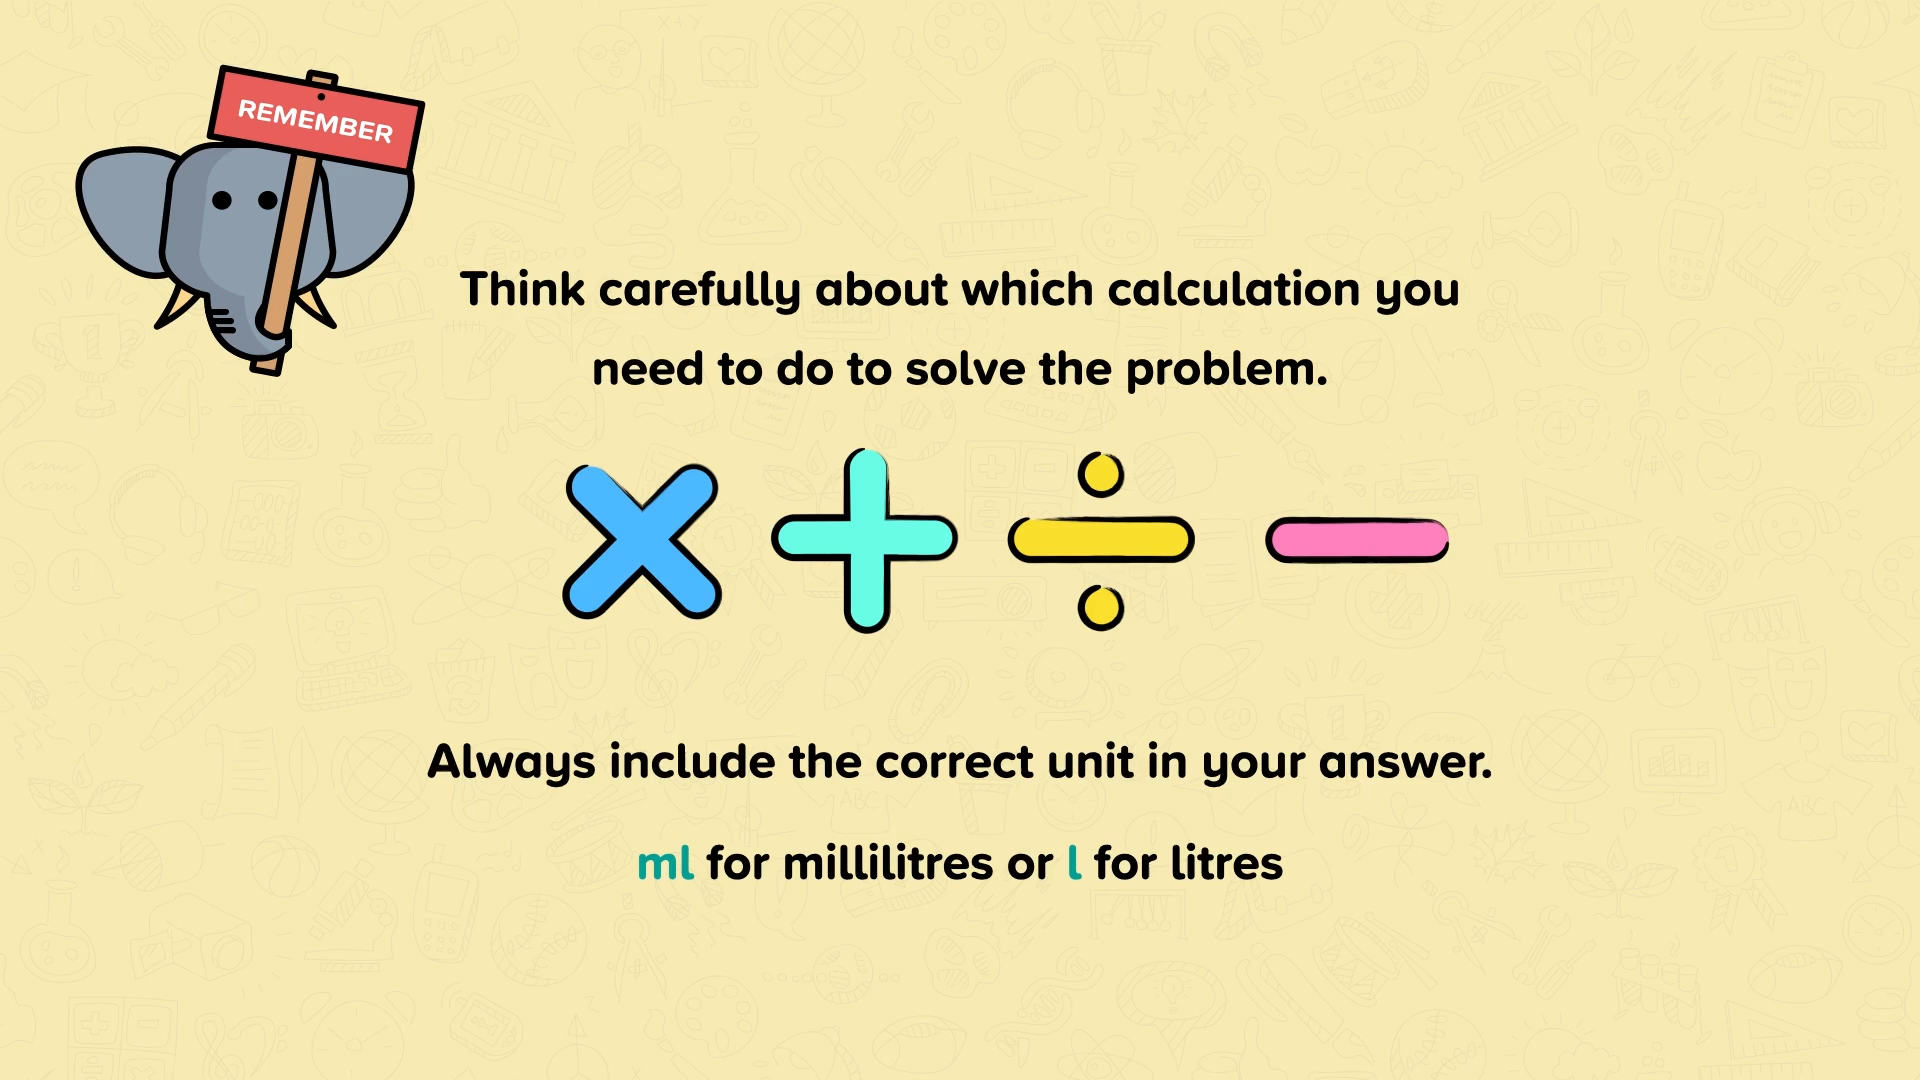 REMEMBER
Think carefully about which calculation you
need to do to solve the problem.
× + ÷ −
Always include the correct unit in your answer.
ml for millilitres or l for litres